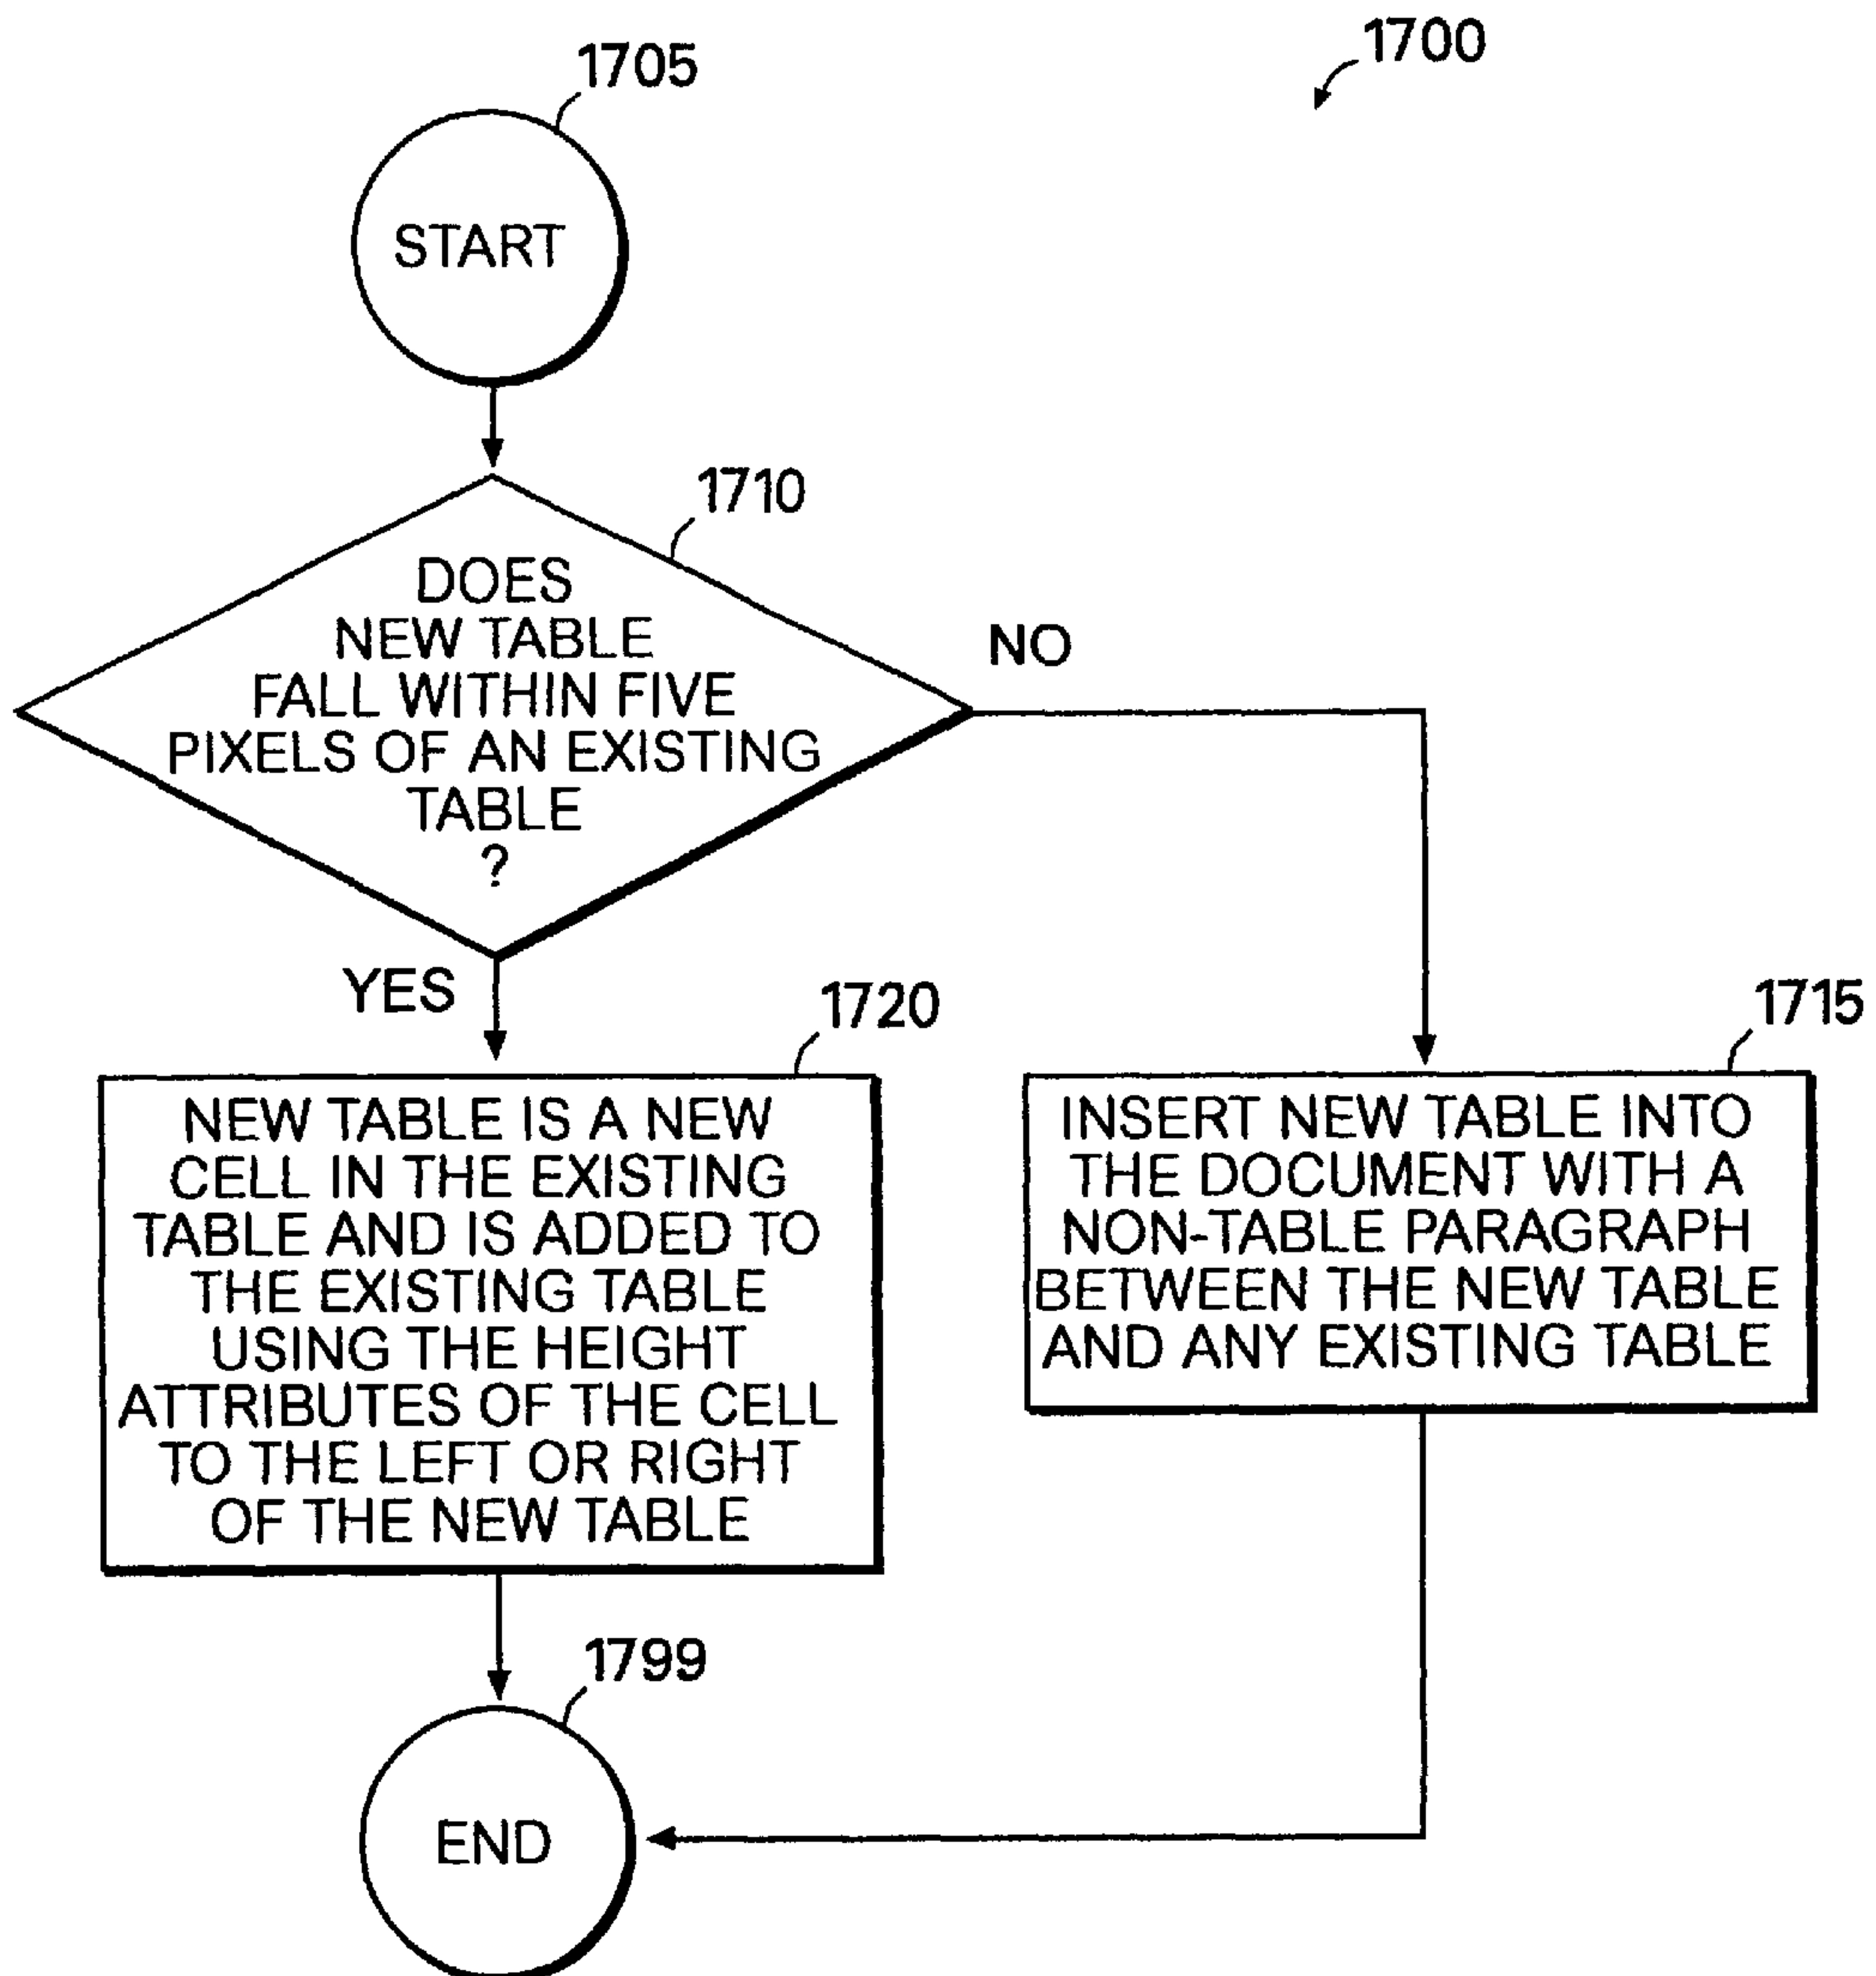 1700
1705
START
1710
DOES
NEW TABLE
FALL WITHIN FIVE
PIXELS OF AN EXISTING
TABLE
?
NO
YES
1720
NEW TABLE IS A NEW
CELL IN THE EXISTING
TABLE AND IS ADDED TO
THE EXISTING TABLE
USING THE HEIGHT
ATTRIBUTES OF THE CELL
TO THE LEFT OR RIGHT
OF THE NEW TABLE
1715
INSERT NEW TABLE INTO
THE DOCUMENT WITH A
NON-TABLE PARAGRAPH
BETWEEN THE NEW TABLE
AND ANY EXISTING TABLE
1799
END